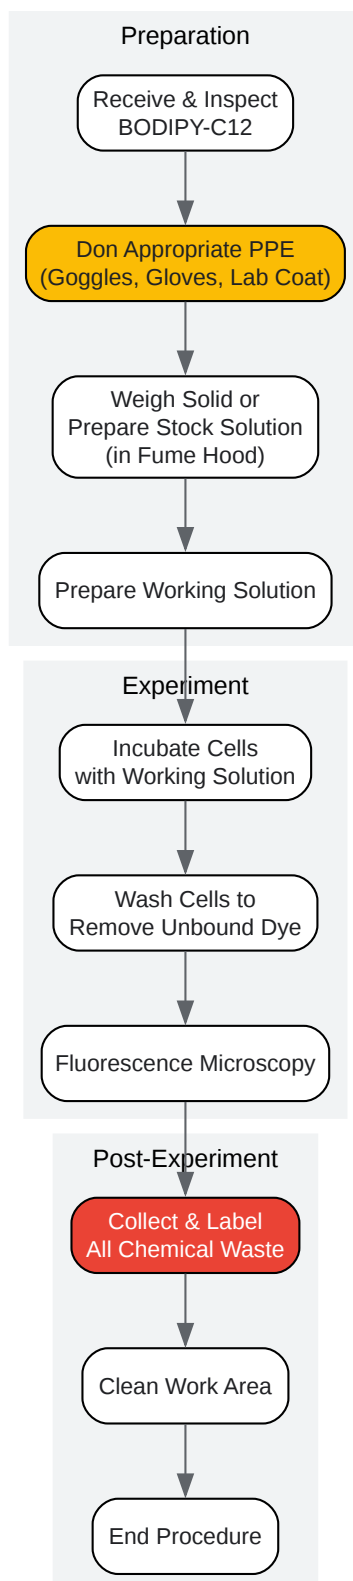 Preparation
Receive & Inspect
BODIPY-C12
Don Appropriate PPE
(Goggles, Gloves, Lab Coat)
Weigh Solid or
Prepare Stock Solution
(in Fume Hood)
Prepare Working Solution
Experiment
Incubate Cells
with Working Solution
Wash Cells to
Remove Unbound Dye
Fluorescence Microscopy
Post-Experiment
Collect & Label
All Chemical Waste
Clean Work Area
End Procedure